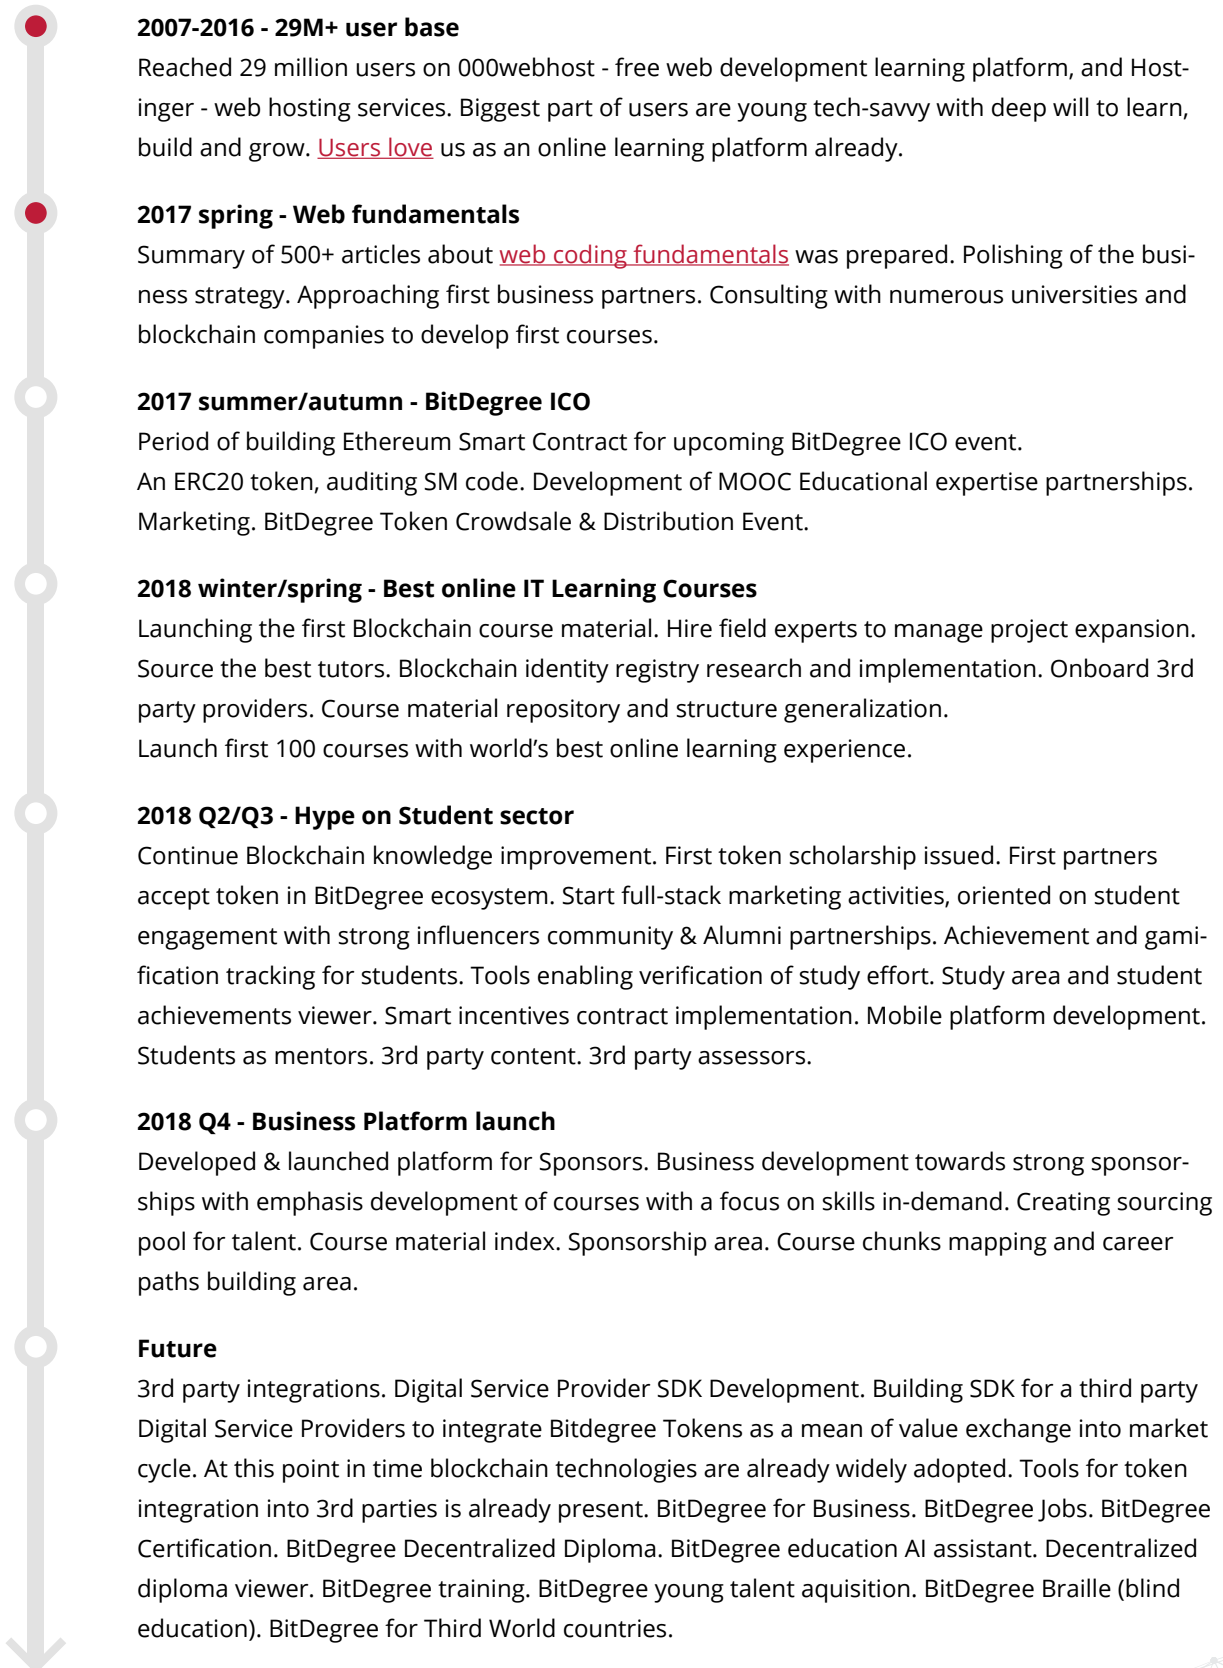 2007-2016 - 29M+ user base
Reached 29 million users on 000webhost - free web development learning platform, and Host-
inger - web hosting services. Biggest part of users are young tech-savvy with deep will to learn,
build and grow. Users love us as an online learning platform already.
2017 spring - Web fundamentals
Summary of 500+ articles about web coding fundamentals was prepared. Polishing of the busi-
ness strategy. Approaching first business partners. Consulting with numerous universities and
blockchain companies to develop first courses.
2017 summer/autumn - BitDegree ICO
Period of building Ethereum Smart Contract for upcoming BitDegree ICO event.
An ERC20 token, auditing SM code. Development of MOOC Educational expertise partnerships.
Marketing. BitDegree Token Crowdsale & Distribution Event.
2018 winter/spring - Best online IT Learning Courses
Launching the first Blockchain course material. Hire field experts to manage project expansion.
Source the best tutors. Blockchain identity registry research and implementation. Onboard 3rd
party providers. Course material repository and structure generalization.
Launch first 100 courses with world’s best online learning experience.
2018 Q2/Q3 - Hype on Student sector
Continue Blockchain knowledge improvement. First token scholarship issued. First partners
accept token in BitDegree ecosystem. Start full-stack marketing activities, oriented on student
engagement with strong influencers community & Alumni partnerships. Achievement and gami-
fication tracking for students. Tools enabling verification of study effort. Study area and student
achievements viewer. Smart incentives contract implementation. Mobile platform development.
Students as mentors. 3rd party content. 3rd party assessors.
2018 Q4 - Business Platform launch
Developed & launched platform for Sponsors. Business development towards strong sponsor-
ships with emphasis development of courses with a focus on skills in-demand. Creating sourcing
pool for talent. Course material index. Sponsorship area. Course chunks mapping and career
paths building area.
Future
3rd party integrations. Digital Service Provider SDK Development. Building SDK for a third party
Digital Service Providers to integrate Bitdegree Tokens as a mean of value exchange into market
cycle. At this point in time blockchain technologies are already widely adopted. Tools for token
integration into 3rd parties is already present. BitDegree for Business. BitDegree Jobs. BitDegree
Certification. BitDegree Decentralized Diploma. BitDegree education AI assistant. Decentralized
diploma viewer. BitDegree training. BitDegree young talent aquisition. BitDegree Braille (blind
education). BitDegree for Third World countries.